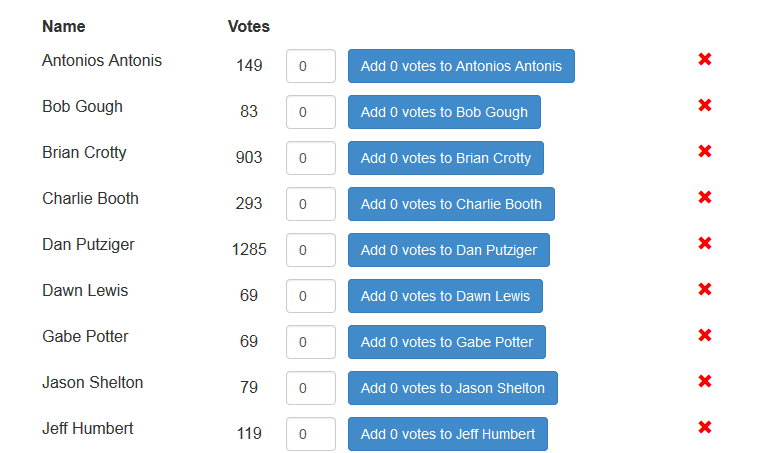 Name Votes
Antonios Antonis 149 0 Add 0 votes to Antonios Antonis
Bob Gough 83 0 Add 0 votes to Bob Gough
Brian Crotty 903 0 Add 0 votes to Brian Crotty
Charlie Booth 293 0 Add 0 votes to Charlie Booth
Dan Putziger 1285 0 Add 0 votes to Dan Putziger
Dawn Lewis 69 0 Add 0 votes to Dawn Lewis
Gabe Potter 69 0 Add 0 votes to Gabe Potter
Jason Shelton 79 0 Add 0 votes to Jason Shelton
Jeff Humbert 119 0 Add 0 votes to Jeff Humbert